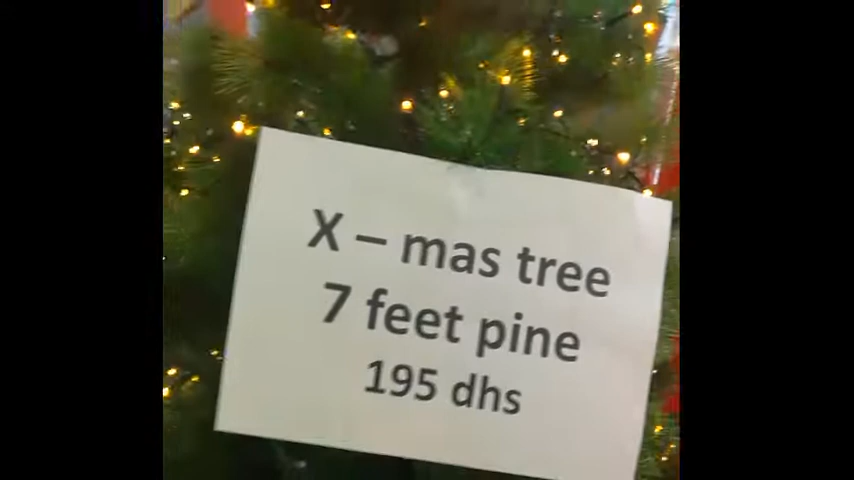 X – mas tree
7 feet pine
195 dhs